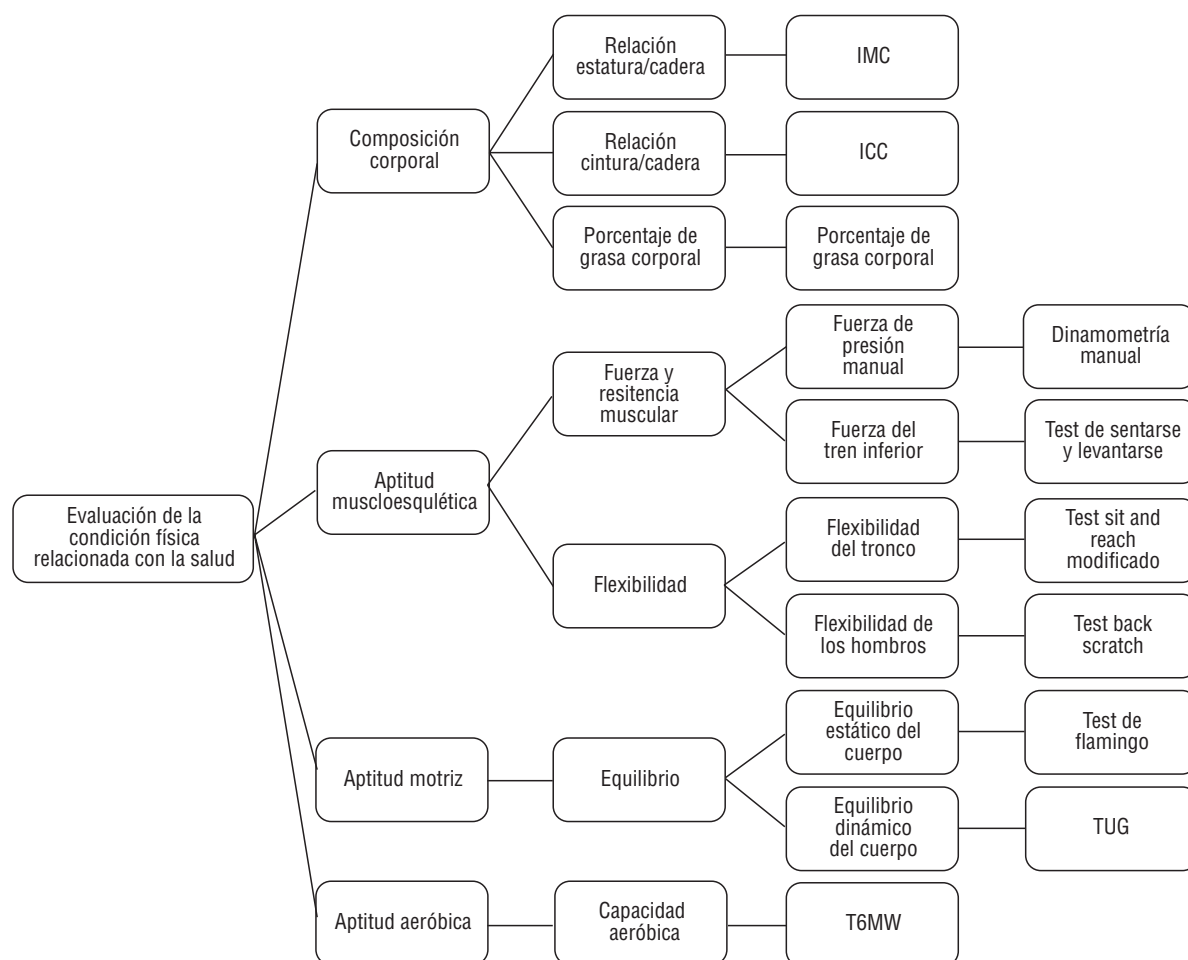 Evaluación de la
condición física
relacionada con la salud
Composición
corporal
Relación
estatura/cadera
IMC
Relación
cintura/cadera
ICC
Porcentaje de
grasa corporal
Porcentaje de
grasa corporal
Aptitud
muscloesqulética
Fuerza y
resitencia
muscular
Fuerza de
presión
manual
Dinamometría
manual
Fuerza del
tren inferior
Test de sentarse
y levantarse
Flexibilidad
Flexibilidad
del tronco
Test sit and
reach
modificado
Flexibilidad de
los hombros
Test back
scratch
Aptitud motriz
Equilibrio
Equilibrio
estático del
cuerpo
Test de
flamingo
Equilibrio
dinámico
del cuerpo
TUG
Aptitud aeróbica
Capacidad
aeróbica
T6MW